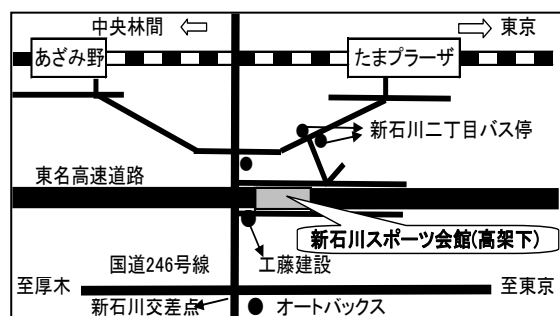 中央林間 ⇦
⇨ 東京
あざみ野
たまプラーザ
新石川二丁目バス停
東名高速道路
新石川スポーツ会館(高架下)
国道246号線
工藤建設
至厚木
至東京
新石川交差点
オートバックス